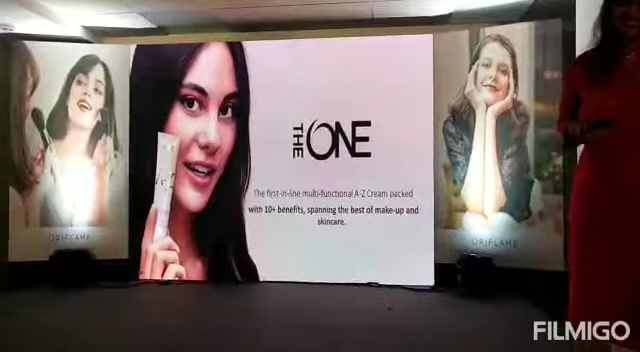 THE ONE
The first-in-line multi-functional A-Z Cream packed
with 10+ benefits, spanning the best of make-up and
skincare.
ORIFLAME
ORIFLAME
FILMIGO